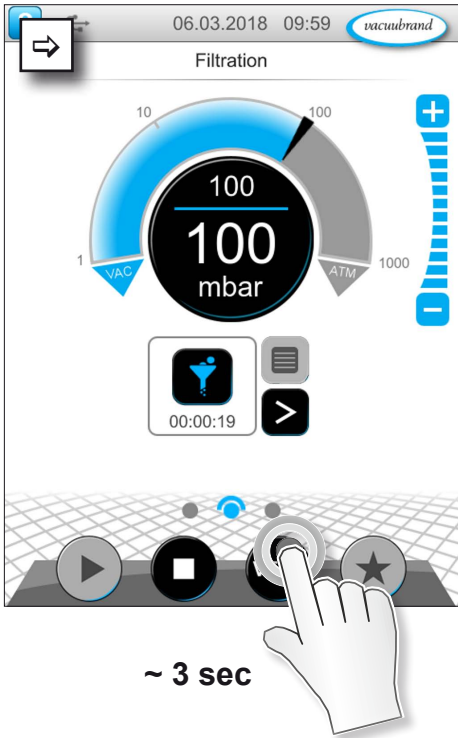 06.03.2018 09:59 vacuubrand
Filtration
10 100
100
100
mbar
1 VAC ATM 1000
00:00:19
~ 3 sec